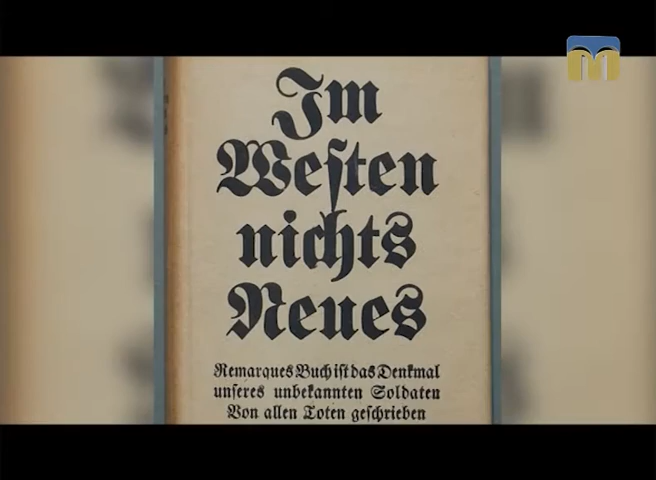 Im
Weſten
nichts
Neues
Remarques Buch iſt das Denkmal
unſeres unbekannten Soldaten
Von allen Toten geſchrieben